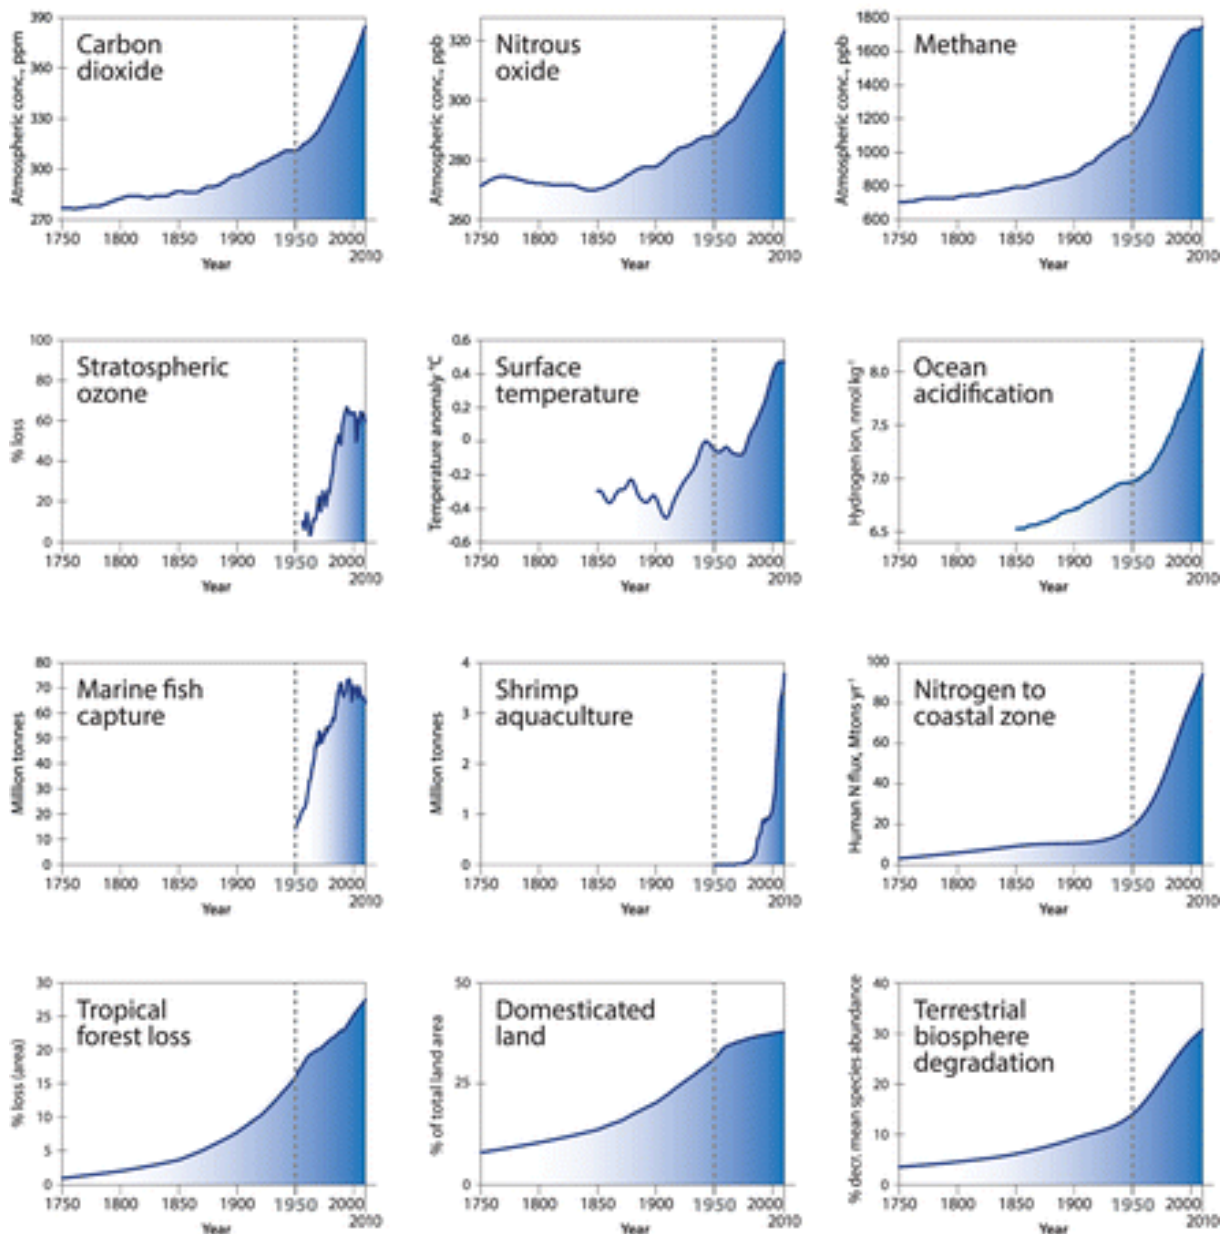 Carbon
dioxide
Atmospheric conc., ppm
390
360
330
300
270
1750 1800 1850 1900 1950 2000
2010
Year
Nitrous
oxide
Atmospheric conc., ppb
320
300
280
260
1750 1800 1850 1900 1950 2000
2010
Year
Methane
Atmospheric conc., ppb
1800
1600
1400
1200
1000
800
600
1750 1800 1850 1900 1950 2000
2010
Year
Stratospheric
ozone
% loss
100
80
60
40
20
0
1750 1800 1850 1900 1950 2000
2010
Year
Surface
temperature
Temperature anomaly °C
0.6
0.4
0.2
0
-0.2
-0.4
-0.6
1750 1800 1850 1900 1950 2000
2010
Year
Ocean
acidification
Hydrogen ion, nmol kg⁻¹
8.0
7.5
7.0
6.5
1750 1800 1850 1900 1950 2000
2010
Year
Marine fish
capture
Million tonnes
80
70
60
50
40
30
20
10
0
1750 1800 1850 1900 1950 2000
2010
Year
Shrimp
aquaculture
Million tonnes
4
3
2
1
0
1750 1800 1850 1900 1950 2000
2010
Year
Nitrogen to
coastal zone
Human N flux, Mtons yr⁻¹
100
80
60
40
20
0
1750 1800 1850 1900 1950 2000
2010
Year
Tropical
forest loss
% loss (area)
30
25
20
15
10
5
0
1750 1800 1850 1900 1950 2000
2010
Year
Domesticated
land
% of total land area
50
25
0
1750 1800 1850 1900 1950 2000
2010
Year
Terrestrial
biosphere
degradation
% decr. mean species abundance
40
30
20
10
0
1750 1800 1850 1900 1950 2000
2010
Year